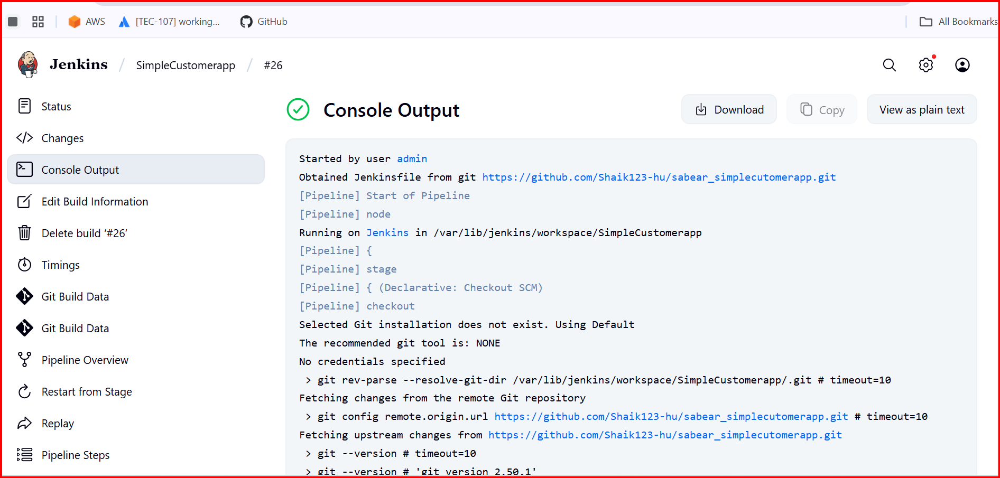 AWS
[TEC-107] working...
GitHub
All Bookmarks
Jenkins / SimpleCustomerapp / #26
Status
Changes
Console Output
Edit Build Information
Delete build ‘#26’
Timings
Git Build Data
Git Build Data
Pipeline Overview
Restart from Stage
Replay
Pipeline Steps
Console Output
Download
Copy
View as plain text
Started by user admin
Obtained Jenkinsfile from git https://github.com/Shaik123-hu/sabear_simplecutomerapp.git
[Pipeline] Start of Pipeline
[Pipeline] node
Running on Jenkins in /var/lib/jenkins/workspace/SimpleCustomerapp
[Pipeline] {
[Pipeline] stage
[Pipeline] { (Declarative: Checkout SCM)
[Pipeline] checkout
Selected Git installation does not exist. Using Default
The recommended git tool is: NONE
No credentials specified
> git rev-parse --resolve-git-dir /var/lib/jenkins/workspace/SimpleCustomerapp/.git # timeout=10
Fetching changes from the remote Git repository
> git config remote.origin.url https://github.com/Shaik123-hu/sabear_simplecutomerapp.git # timeout=10
Fetching upstream changes from https://github.com/Shaik123-hu/sabear_simplecutomerapp.git
> git --version # timeout=10
> git --version # 'git version 2.50.1'